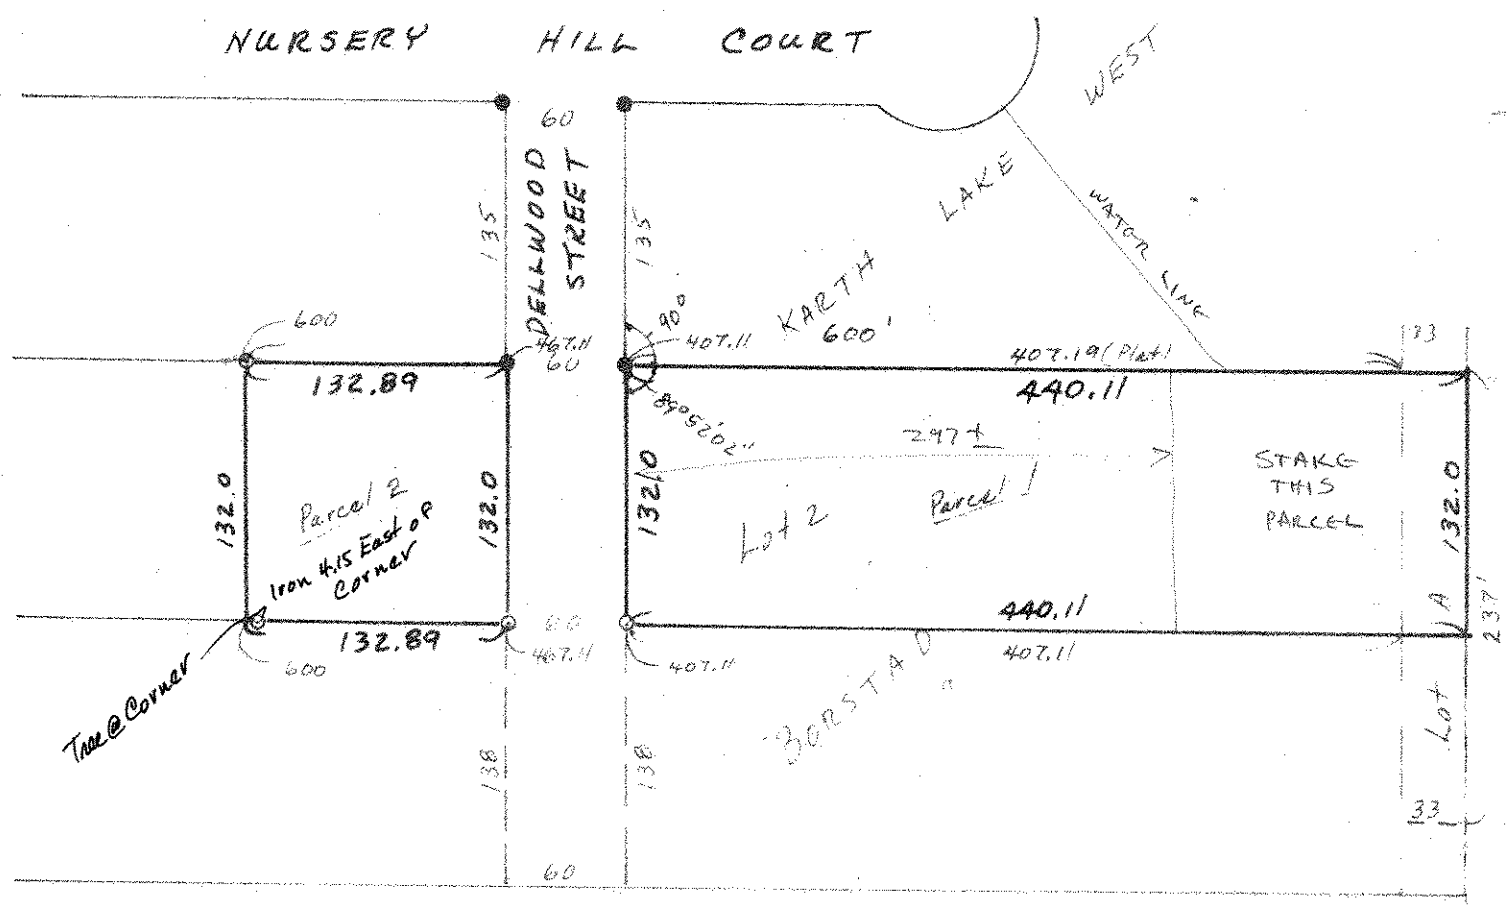 NURSERY HILL COURT
WEST
60
LAKE
DELLWOOD
STREET
135
135
WATER LINE
KARTH
90°
600
600'
33
467.11
60
407.11
407.19 (Plat)
132.89
440.11
297±
132.0
Parcel 2
132.0
132.0
Lot 2
Parcel 1
STAKE
THIS
PARCEL
132.0
Iron 4.15 East of
Corner
Lot A
237'
132.89
60
440.11
600
467.11
407.11
407.11
BORSTAD
Tree @ Corner
138
138
33
60